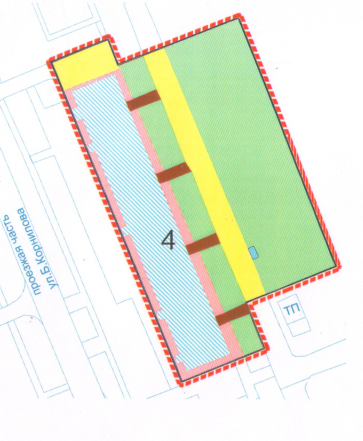 4
ТП
ул.Б.Корнилова
проезжая часть